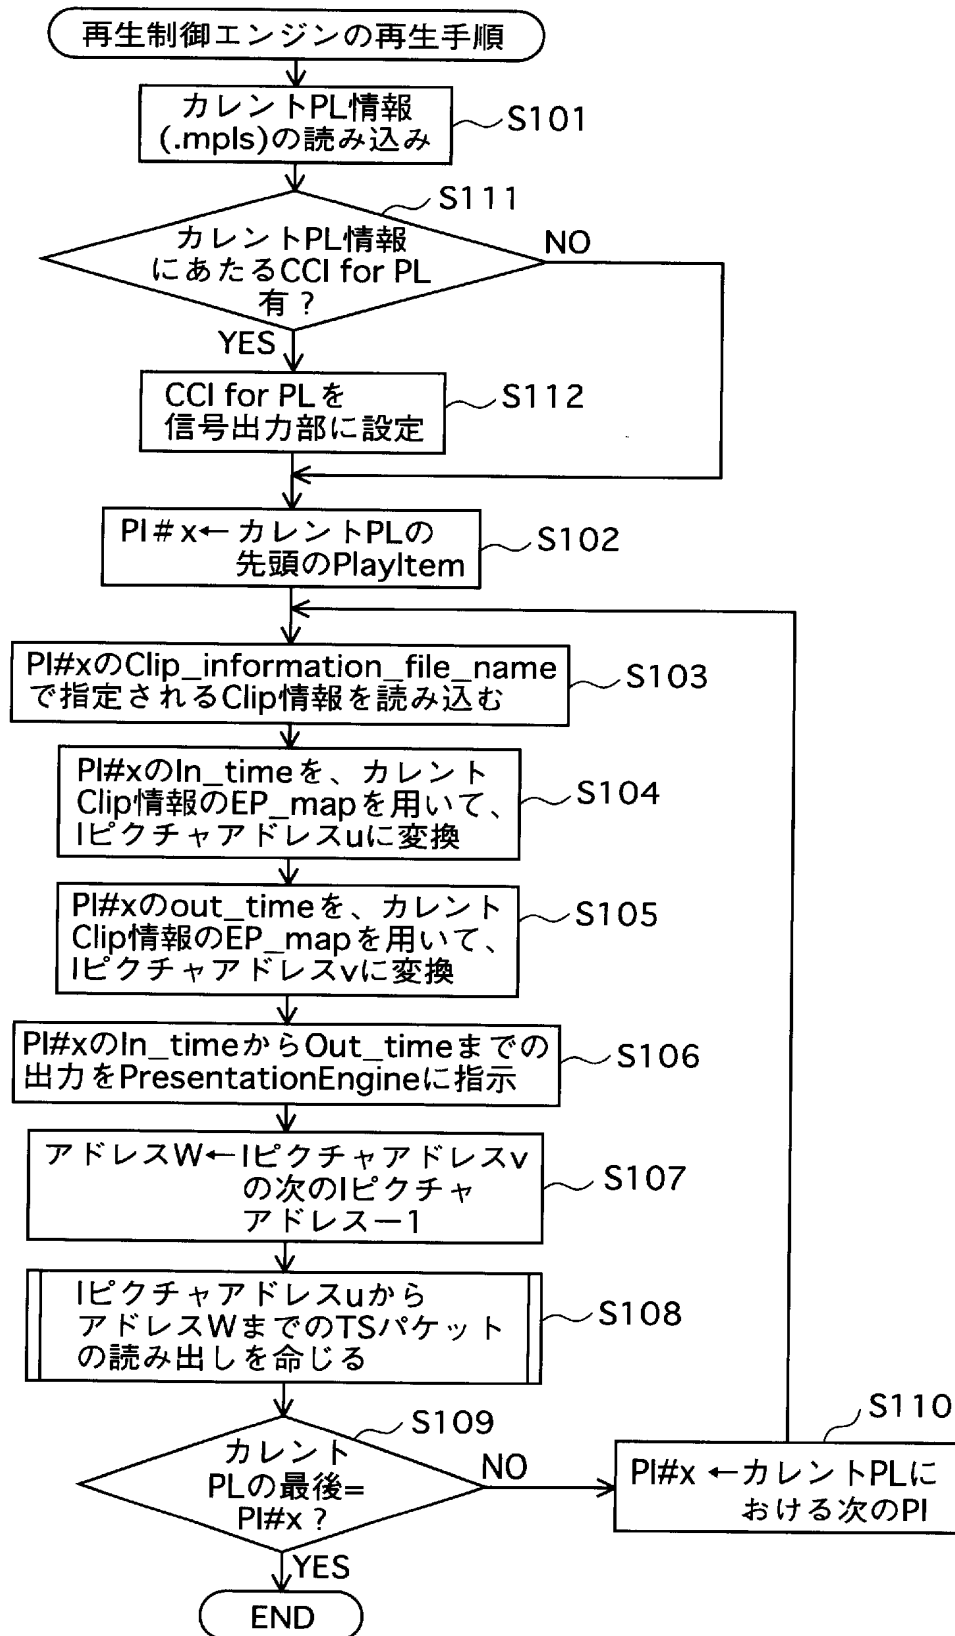 再生制御エンジンの再生手順
カレントPL情報
(.mpls)の読み込み
S101
S111
カレントPL情報
にあたるCCI for PL
有？
NO
YES
CCI for PLを
信号出力部に設定
S112
PI#x←カレントPLの
先頭のPlayItem
S102
PI#xのClip_information_file_name
で指定されるClip情報を読み込む
S103
PI#xのIn_timeを、カレント
Clip情報のEP_mapを用いて、
Iピクチャアドレスuに変換
S104
PI#xのout_timeを、カレント
Clip情報のEP_mapを用いて、
Iピクチャアドレスvに変換
S105
PI#xのIn_timeからOut_timeまでの
出力をPresentationEngineに指示
S106
アドレスW←Iピクチャアドレスv
の次のIピクチャ
アドレス－1
S107
Iピクチャアドレスuから
アドレスWまでのTSパケット
の読み出しを命じる
S108
S109
カレント
PLの最後=
PI#x？
NO
S110
PI#x ←カレントPLに
おける次のPI
YES
END